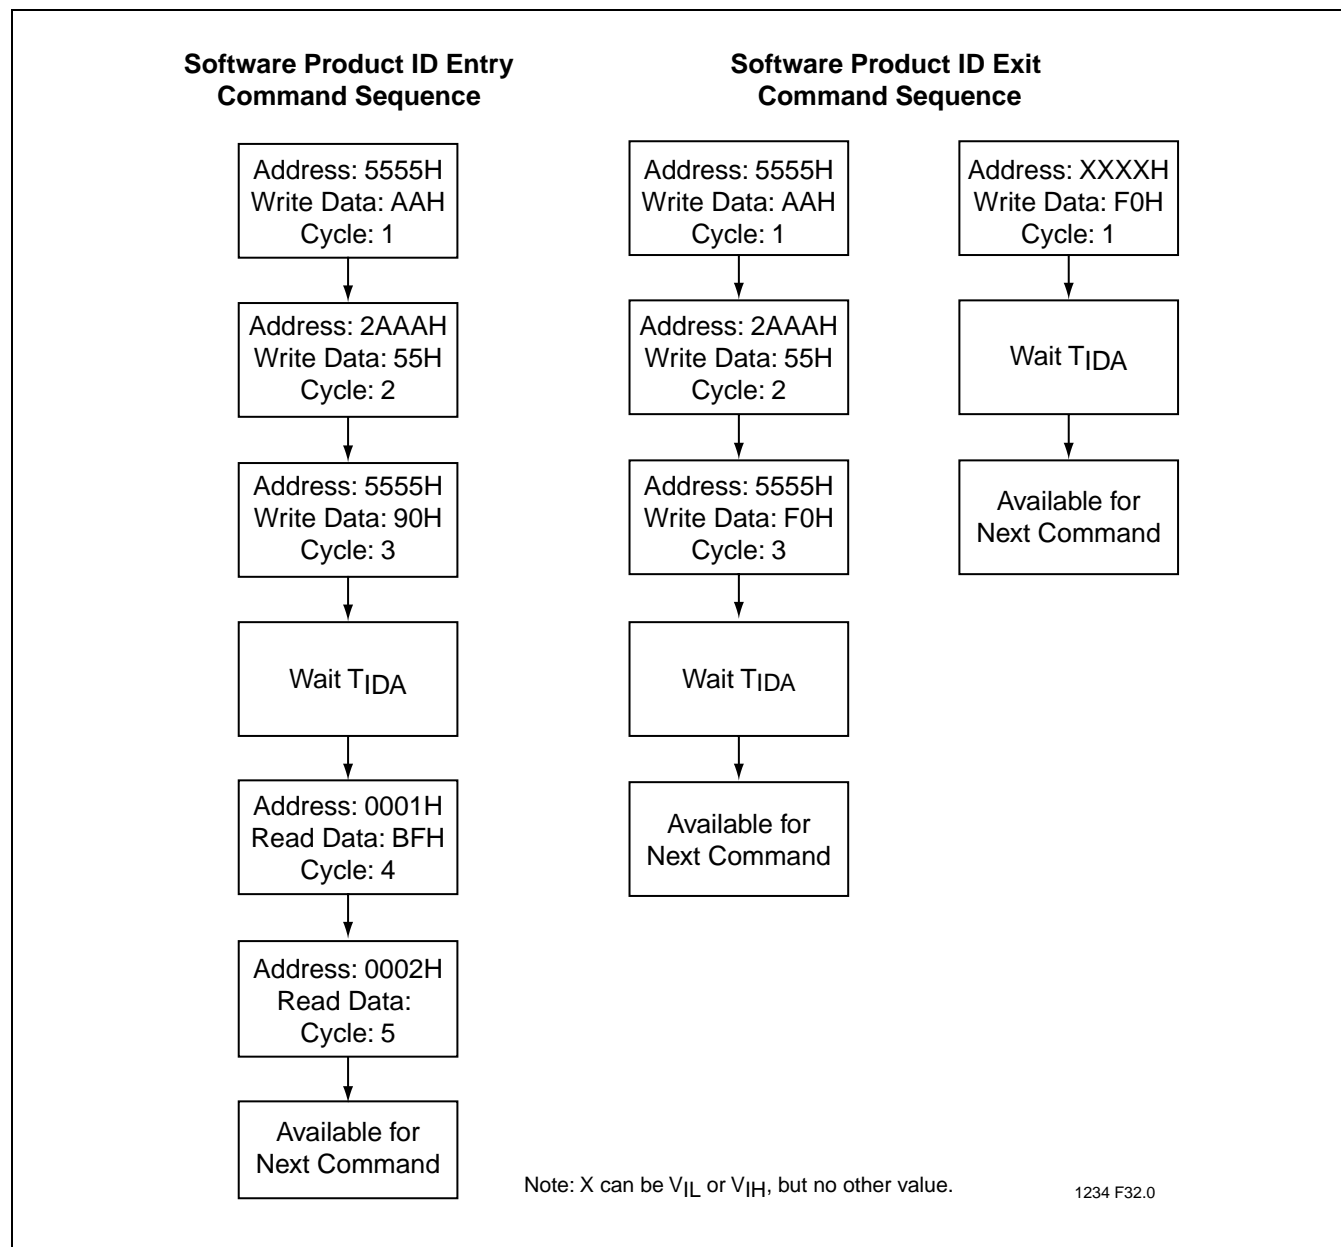 Software Product ID Entry
Command Sequence
Address: 5555H
Write Data: AAH
Cycle: 1
Address: 2AAAH
Write Data: 55H
Cycle: 2
Address: 5555H
Write Data: 90H
Cycle: 3
Wait TIDA
Address: 0001H
Read Data: BFH
Cycle: 4
Address: 0002H
Read Data:
Cycle: 5
Available for
Next Command
Software Product ID Exit
Command Sequence
Address: 5555H
Write Data: AAH
Cycle: 1
Address: 2AAAH
Write Data: 55H
Cycle: 2
Address: 5555H
Write Data: F0H
Cycle: 3
Wait TIDA
Available for
Next Command
Address: XXXXH
Write Data: F0H
Cycle: 1
Wait TIDA
Available for
Next Command
Note: X can be VIL or VIH, but no other value.
1234 F32.0